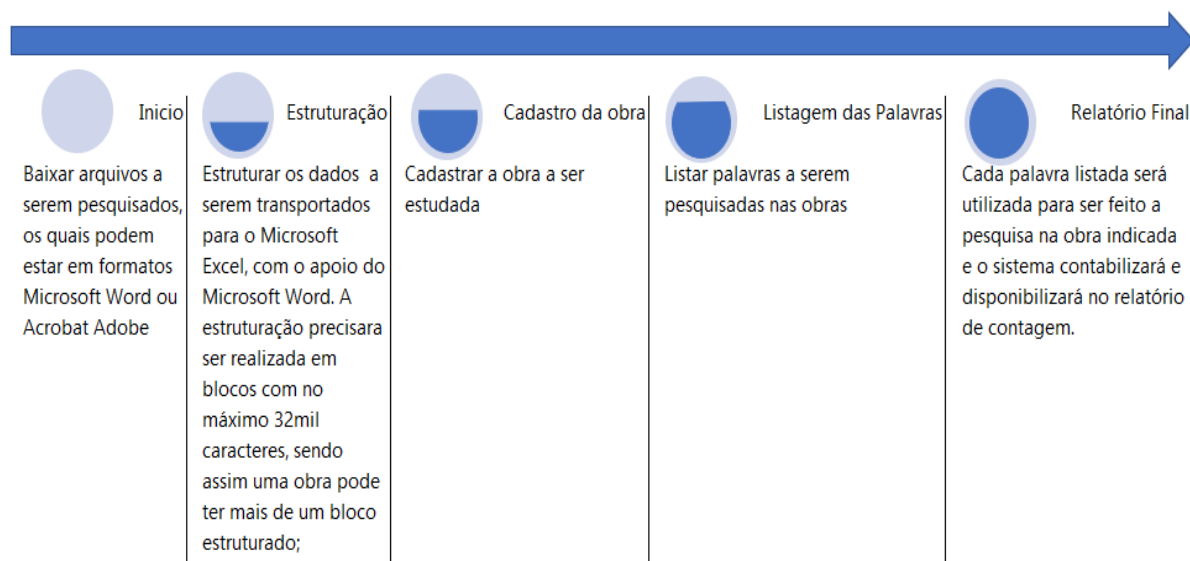 Inicio
Baixar arquivos a
serem pesquisados,
os quais podem
estar em formatos
Microsoft Word ou
Acrobat Adobe
Estruturação
Estruturar os dados a
serem transportados
para o Microsoft
Excel, com o apoio do
Microsoft Word. A
estruturação precisara
ser realizada em
blocos com no
máximo 32mil
caracteres, sendo
assim uma obra pode
ter mais de um bloco
estruturado;
Cadastro da obra
Cadastrar a obra a ser
estudada
Listagem das Palavras
Listar palavras a serem
pesquisadas nas obras
Relatório Final
Cada palavra listada será
utilizada para ser feito a
pesquisa na obra indicada
e o sistema contabilizará e
disponibilizará no relatório
de contagem.